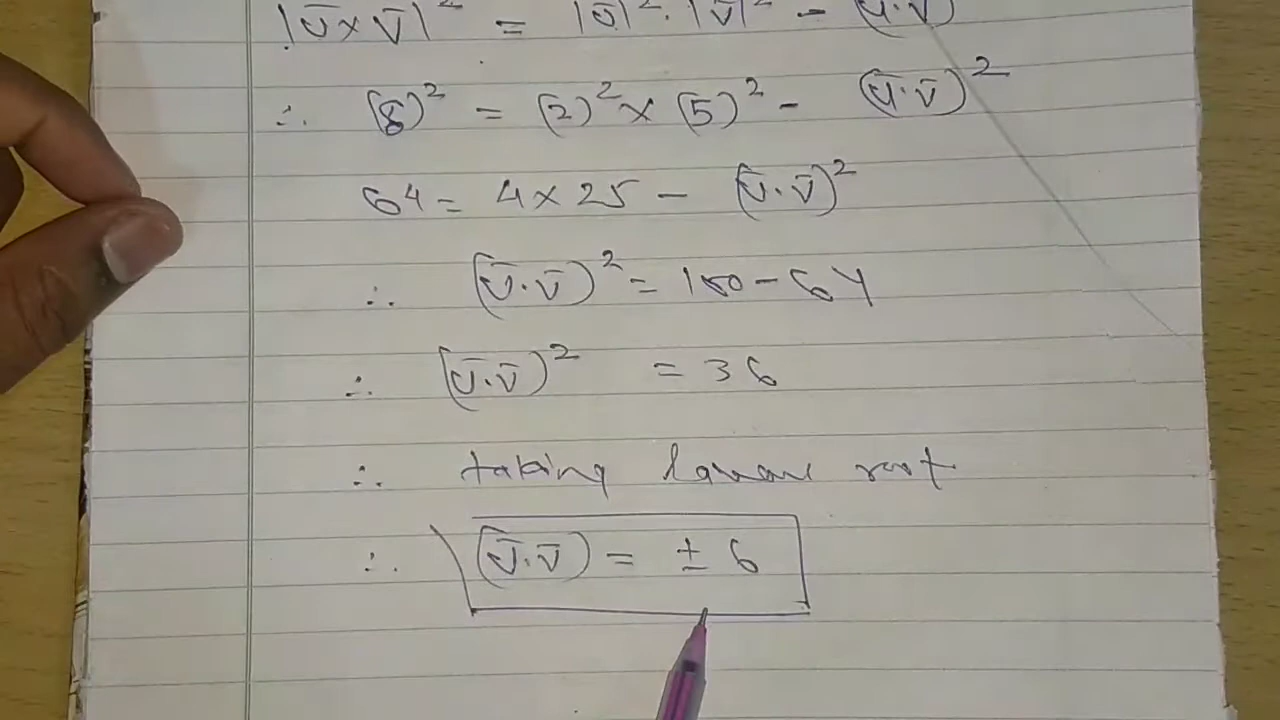 |ū×v̄|² = |ū|²·|v̄|² - (ū·v̄)
∴ (8)² = (2)² × (5)² - (ū·v̄)²
64 = 4 × 25 - (ū·v̄)²
∴ (ū·v̄)² = 100 - 64
∴ (ū·v̄)² = 36
∴ taking root
∴ (ū·v̄) = ± 6